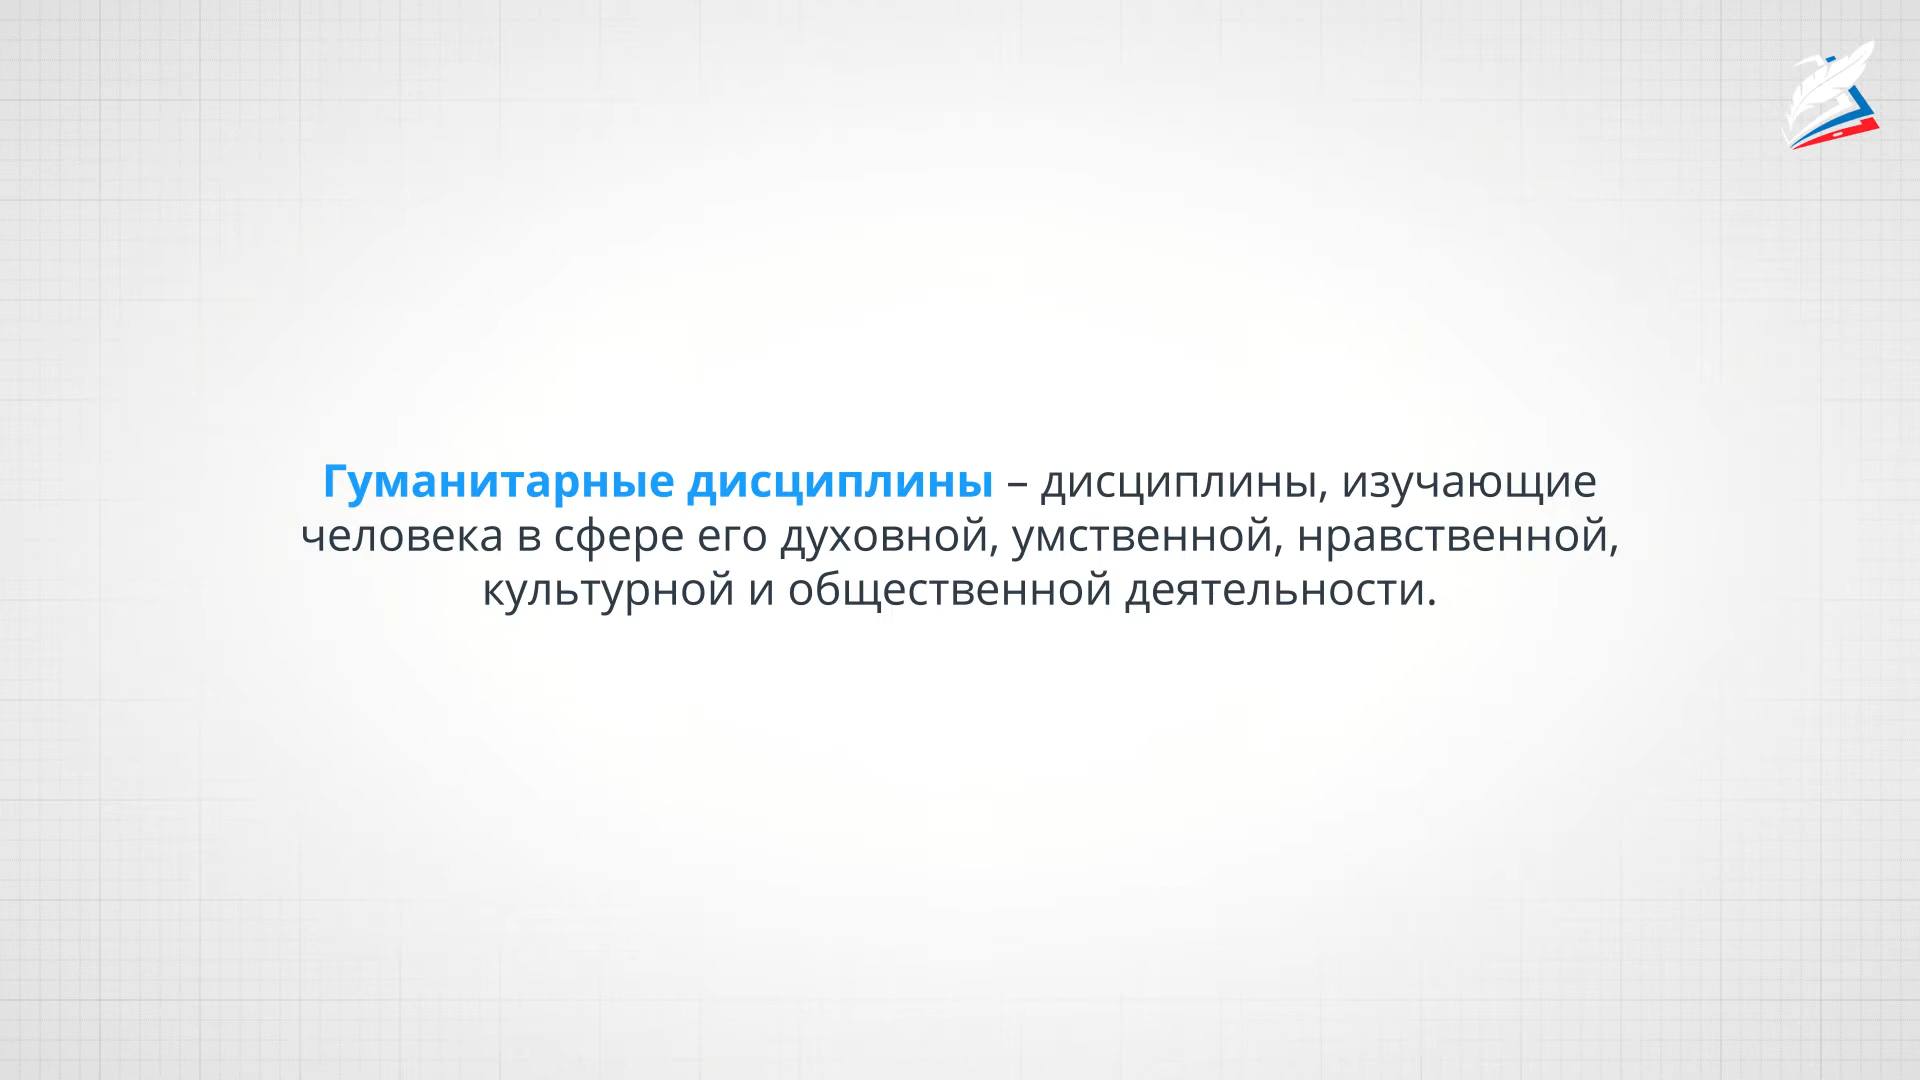 Гуманитарные дисциплины – дисциплины, изучающие
человека в сфере его духовной, умственной, нравственной,
культурной и общественной деятельности.